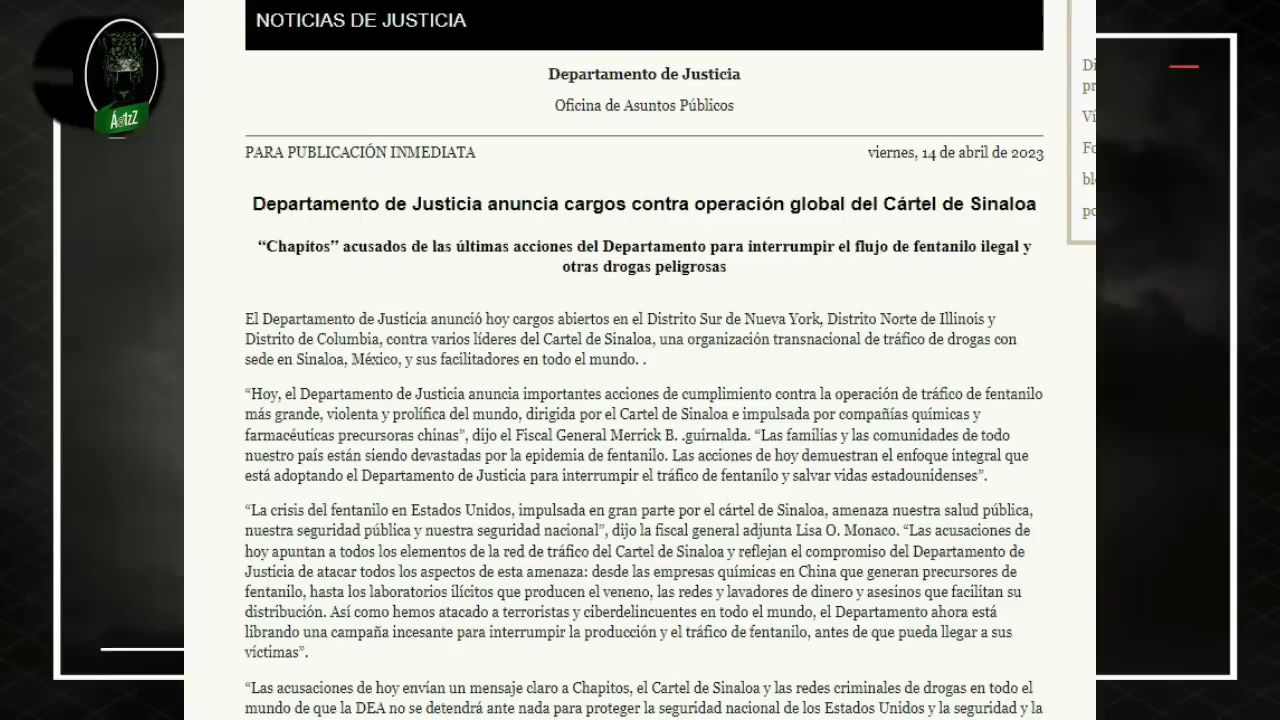 NOTICIAS DE JUSTICIA
Departamento de Justicia
Oficina de Asuntos Públicos
PARA PUBLICACIÓN INMEDIATA
viernes, 14 de abril de 2023
Departamento de Justicia anuncia cargos contra operación global del Cártel de Sinaloa
“Chapitos” acusados de las últimas acciones del Departamento para interrumpir el flujo de fentanilo ilegal y
otras drogas peligrosas
El Departamento de Justicia anunció hoy cargos abiertos en el Distrito Sur de Nueva York, Distrito Norte de Illinois y
Distrito de Columbia, contra varios líderes del Cartel de Sinaloa, una organización transnacional de tráfico de drogas con
sede en Sinaloa, México, y sus facilitadores en todo el mundo. .
“Hoy, el Departamento de Justicia anuncia importantes acciones de cumplimiento contra la operación de tráfico de fentanilo
más grande, violenta y prolífica del mundo, dirigida por el Cartel de Sinaloa e impulsada por compañías químicas y
farmacéuticas precursoras chinas”, dijo el Fiscal General Merrick B. .guirnalda. “Las familias y las comunidades de todo
nuestro país están siendo devastadas por la epidemia de fentanilo. Las acciones de hoy demuestran el enfoque integral que
está adoptando el Departamento de Justicia para interrumpir el tráfico de fentanilo y salvar vidas estadounidenses”.
“La crisis del fentanilo en Estados Unidos, impulsada en gran parte por el cártel de Sinaloa, amenaza nuestra salud pública,
nuestra seguridad pública y nuestra seguridad nacional”, dijo la fiscal general adjunta Lisa O. Monaco. “Las acusaciones de
hoy apuntan a todos los elementos de la red de tráfico del Cartel de Sinaloa y reflejan el compromiso del Departamento de
Justicia de atacar todos los aspectos de esta amenaza: desde las empresas químicas en China que generan precursores de
fentanilo, hasta los laboratorios ilícitos que producen el veneno, las redes y lavadores de dinero y asesinos que facilitan su
distribución. Así como hemos atacado a terroristas y ciberdelincuentes en todo el mundo, el Departamento ahora está
librando una campaña incesante para interrumpir la producción y el tráfico de fentanilo, antes de que pueda llegar a sus
víctimas”.
“Las acusaciones de hoy envían un mensaje claro a Chapitos, el Cartel de Sinaloa y las redes criminales de drogas en todo el
mundo de que la DEA no se detendrá ante nada para proteger la seguridad nacional de los Estados Unidos y la seguridad y la